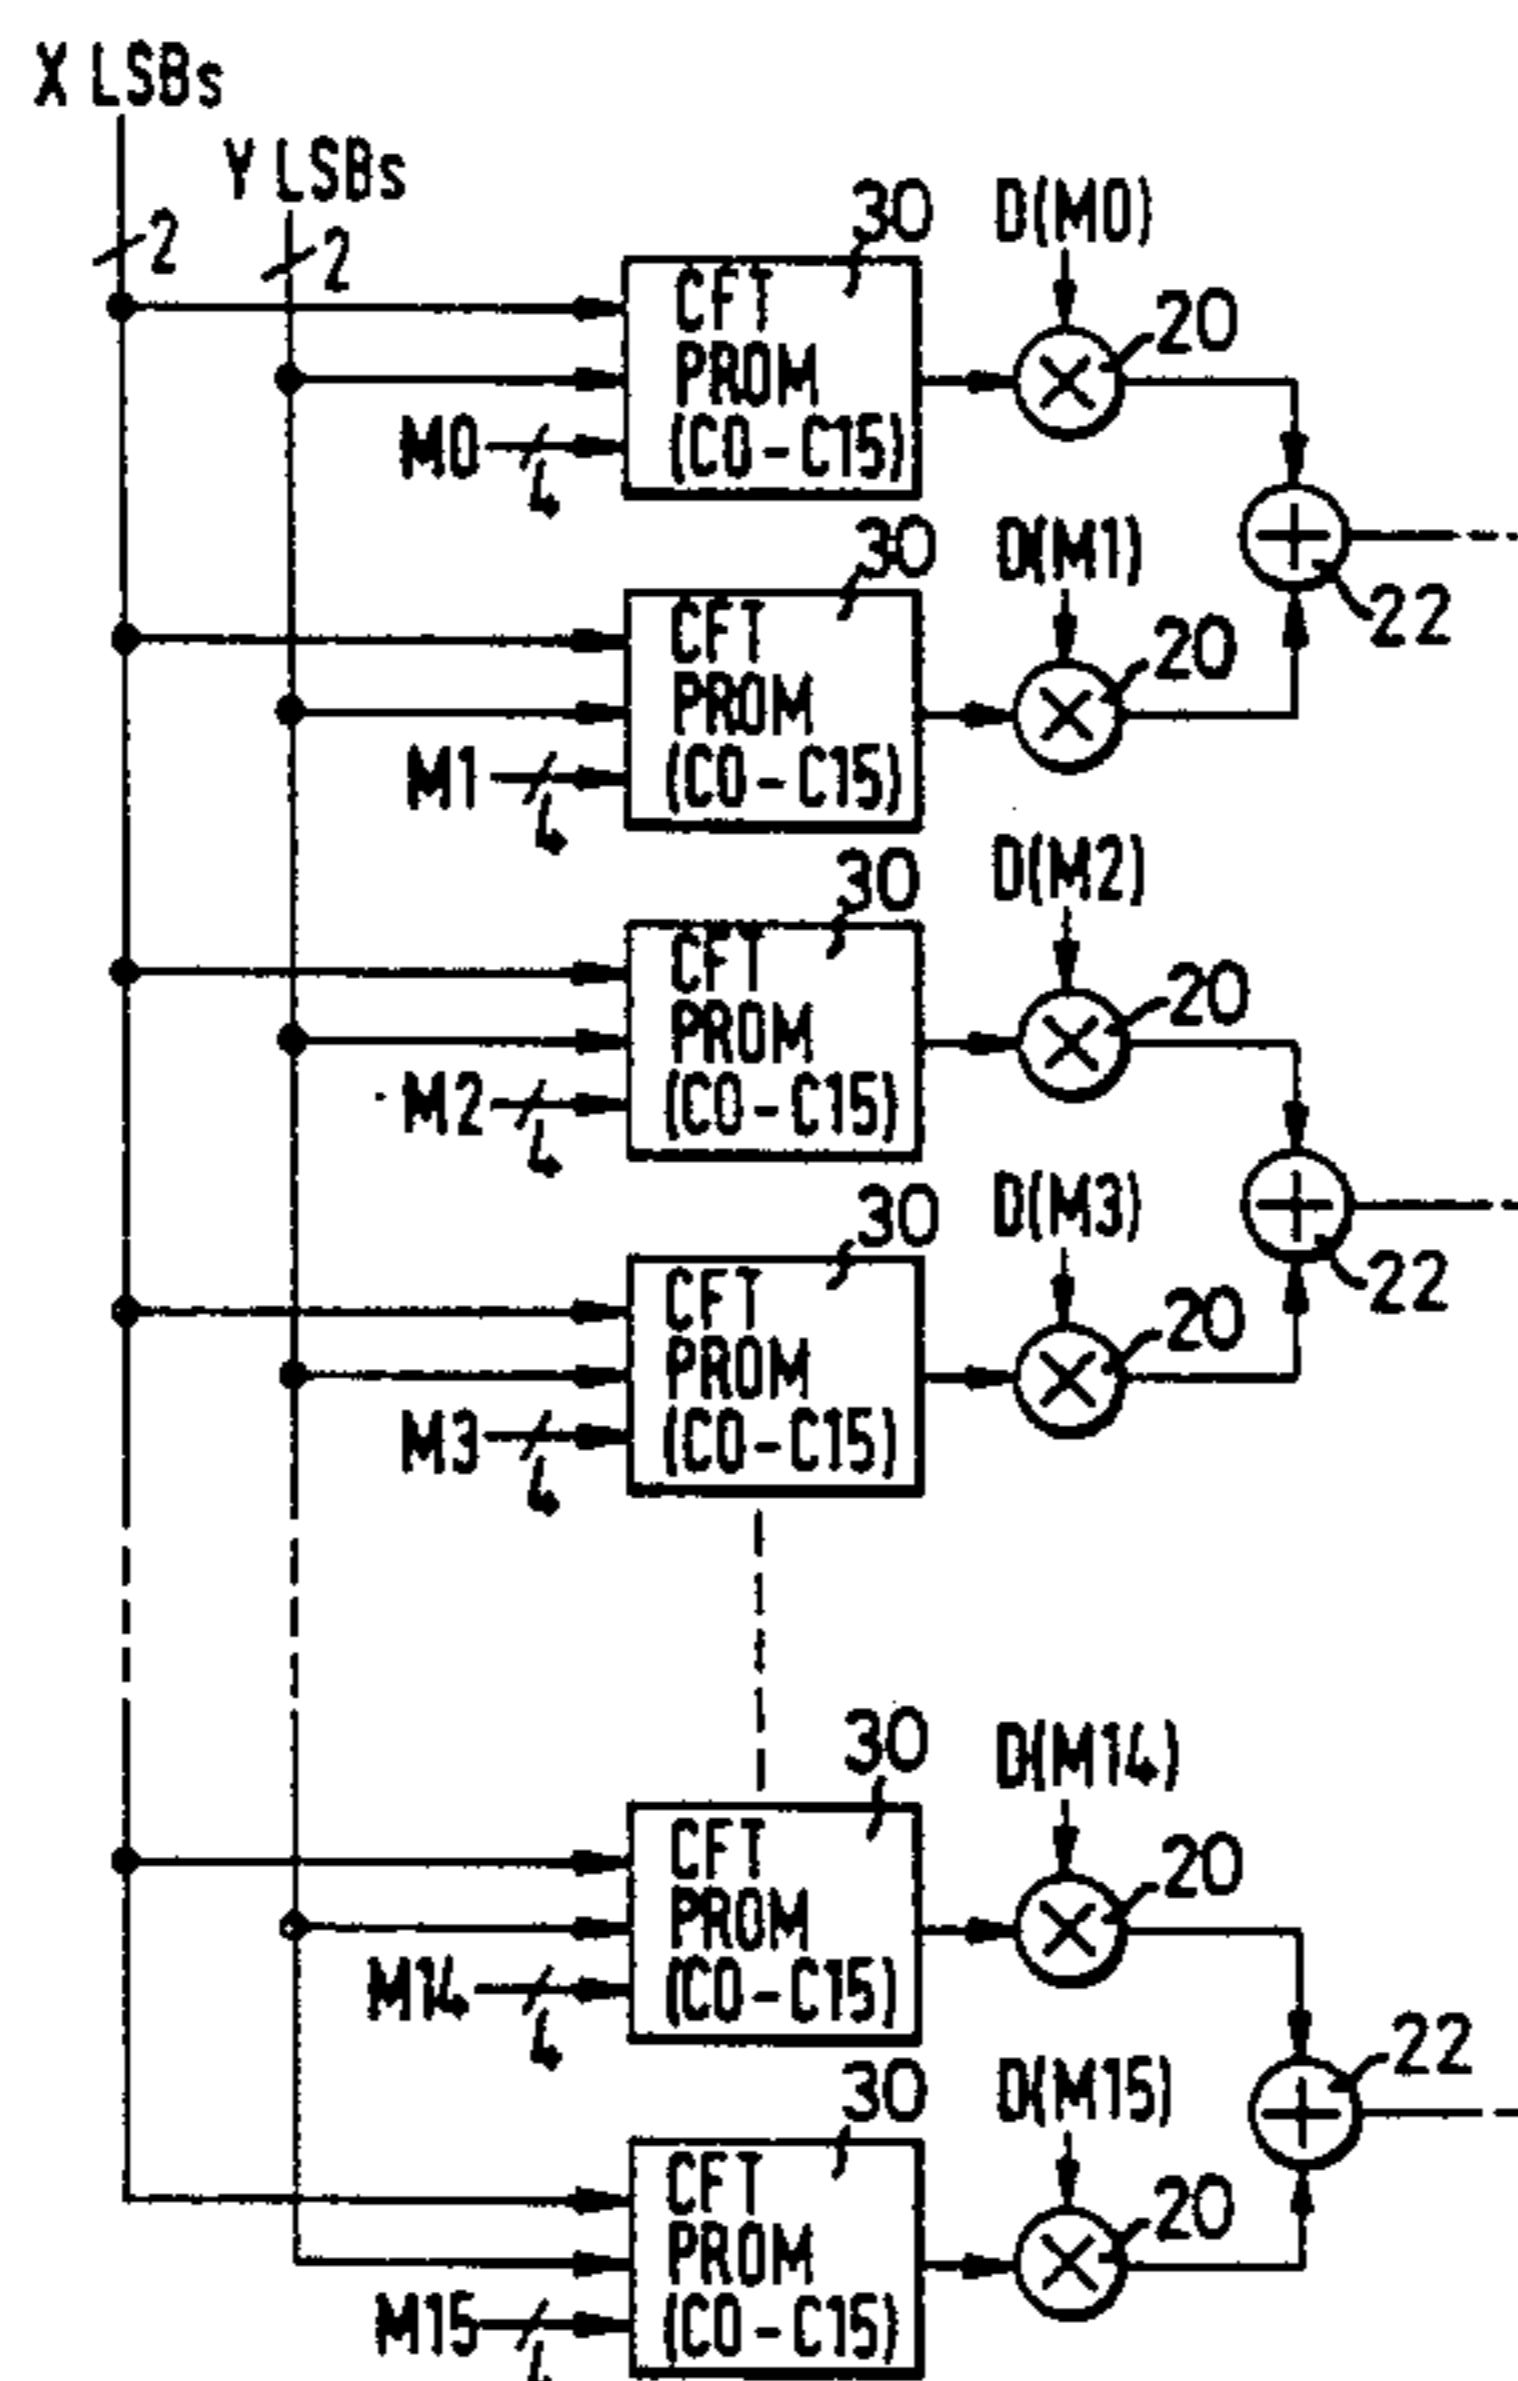 X LSBs
Y LSBs
2
2
30
D(M0)
20
CFT
PROM
(C0-C15)
M0
4
22
30
D(M1)
20
CFT
PROM
(C0-C15)
M1
4
30
D(M2)
20
CFT
PROM
(C0-C15)
M2
4
22
30
D(M3)
20
CFT
PROM
(C0-C15)
M3
4
30
D(M14)
20
CFT
PROM
(C0-C15)
M14
4
22
30
D(M15)
20
CFT
PROM
(C0-C15)
M15